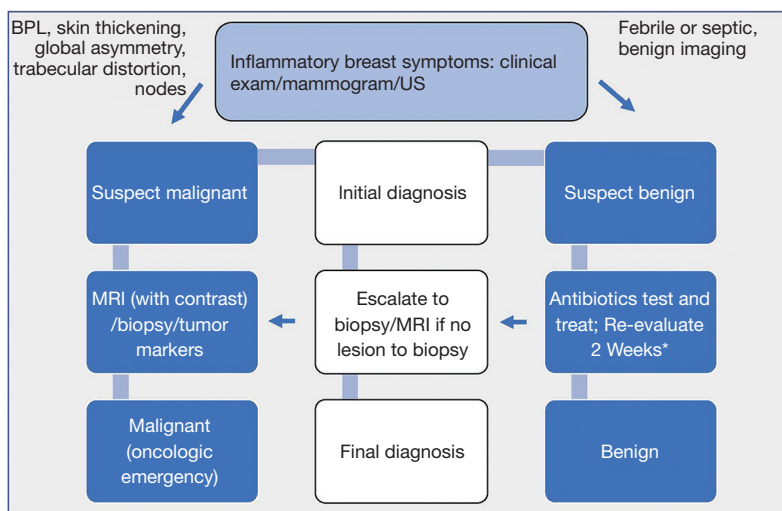 BPL, skin thickening,
global asymmetry,
trabecular distortion,
nodes
Inflammatory breast symptoms: clinical
exam/mammogram/US
Febrile or septic,
benign imaging
Suspect malignant
Initial diagnosis
Suspect benign
MRI (with contrast)
/biopsy/tumor
markers
Escalate to
biopsy/MRI if no
lesion to biopsy
Antibiotics test and
treat; Re-evaluate
2 Weeks*
Malignant
(oncologic
emergency)
Final diagnosis
Benign